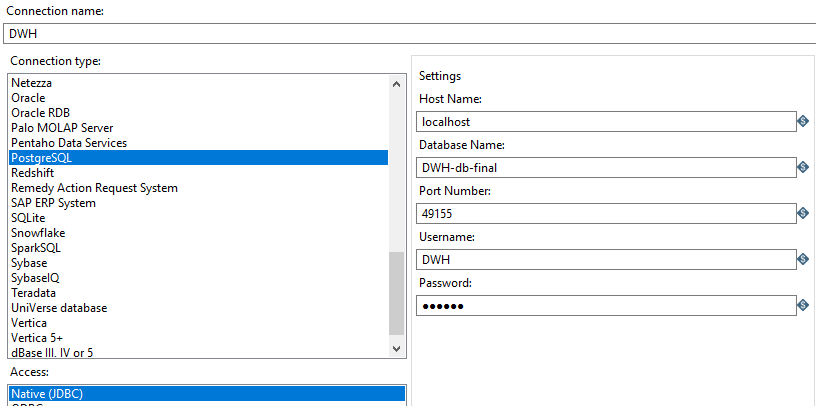 Connection name:
DWH
Connection type:
Netezza
Oracle
Oracle RDB
Palo MOLAP Server
Pentaho Data Services
PostgreSQL
Redshift
Remedy Action Request System
SAP ERP System
SQLite
Snowflake
SparkSQL
Sybase
SybaseIQ
Teradata
UniVerse database
Vertica
Vertica 5+
dBase III, IV or 5
Access:
Native (JDBC)
Settings
Host Name:
localhost
Database Name:
DWH-db-final
Port Number:
49155
Username:
DWH
Password:
●●●●●●